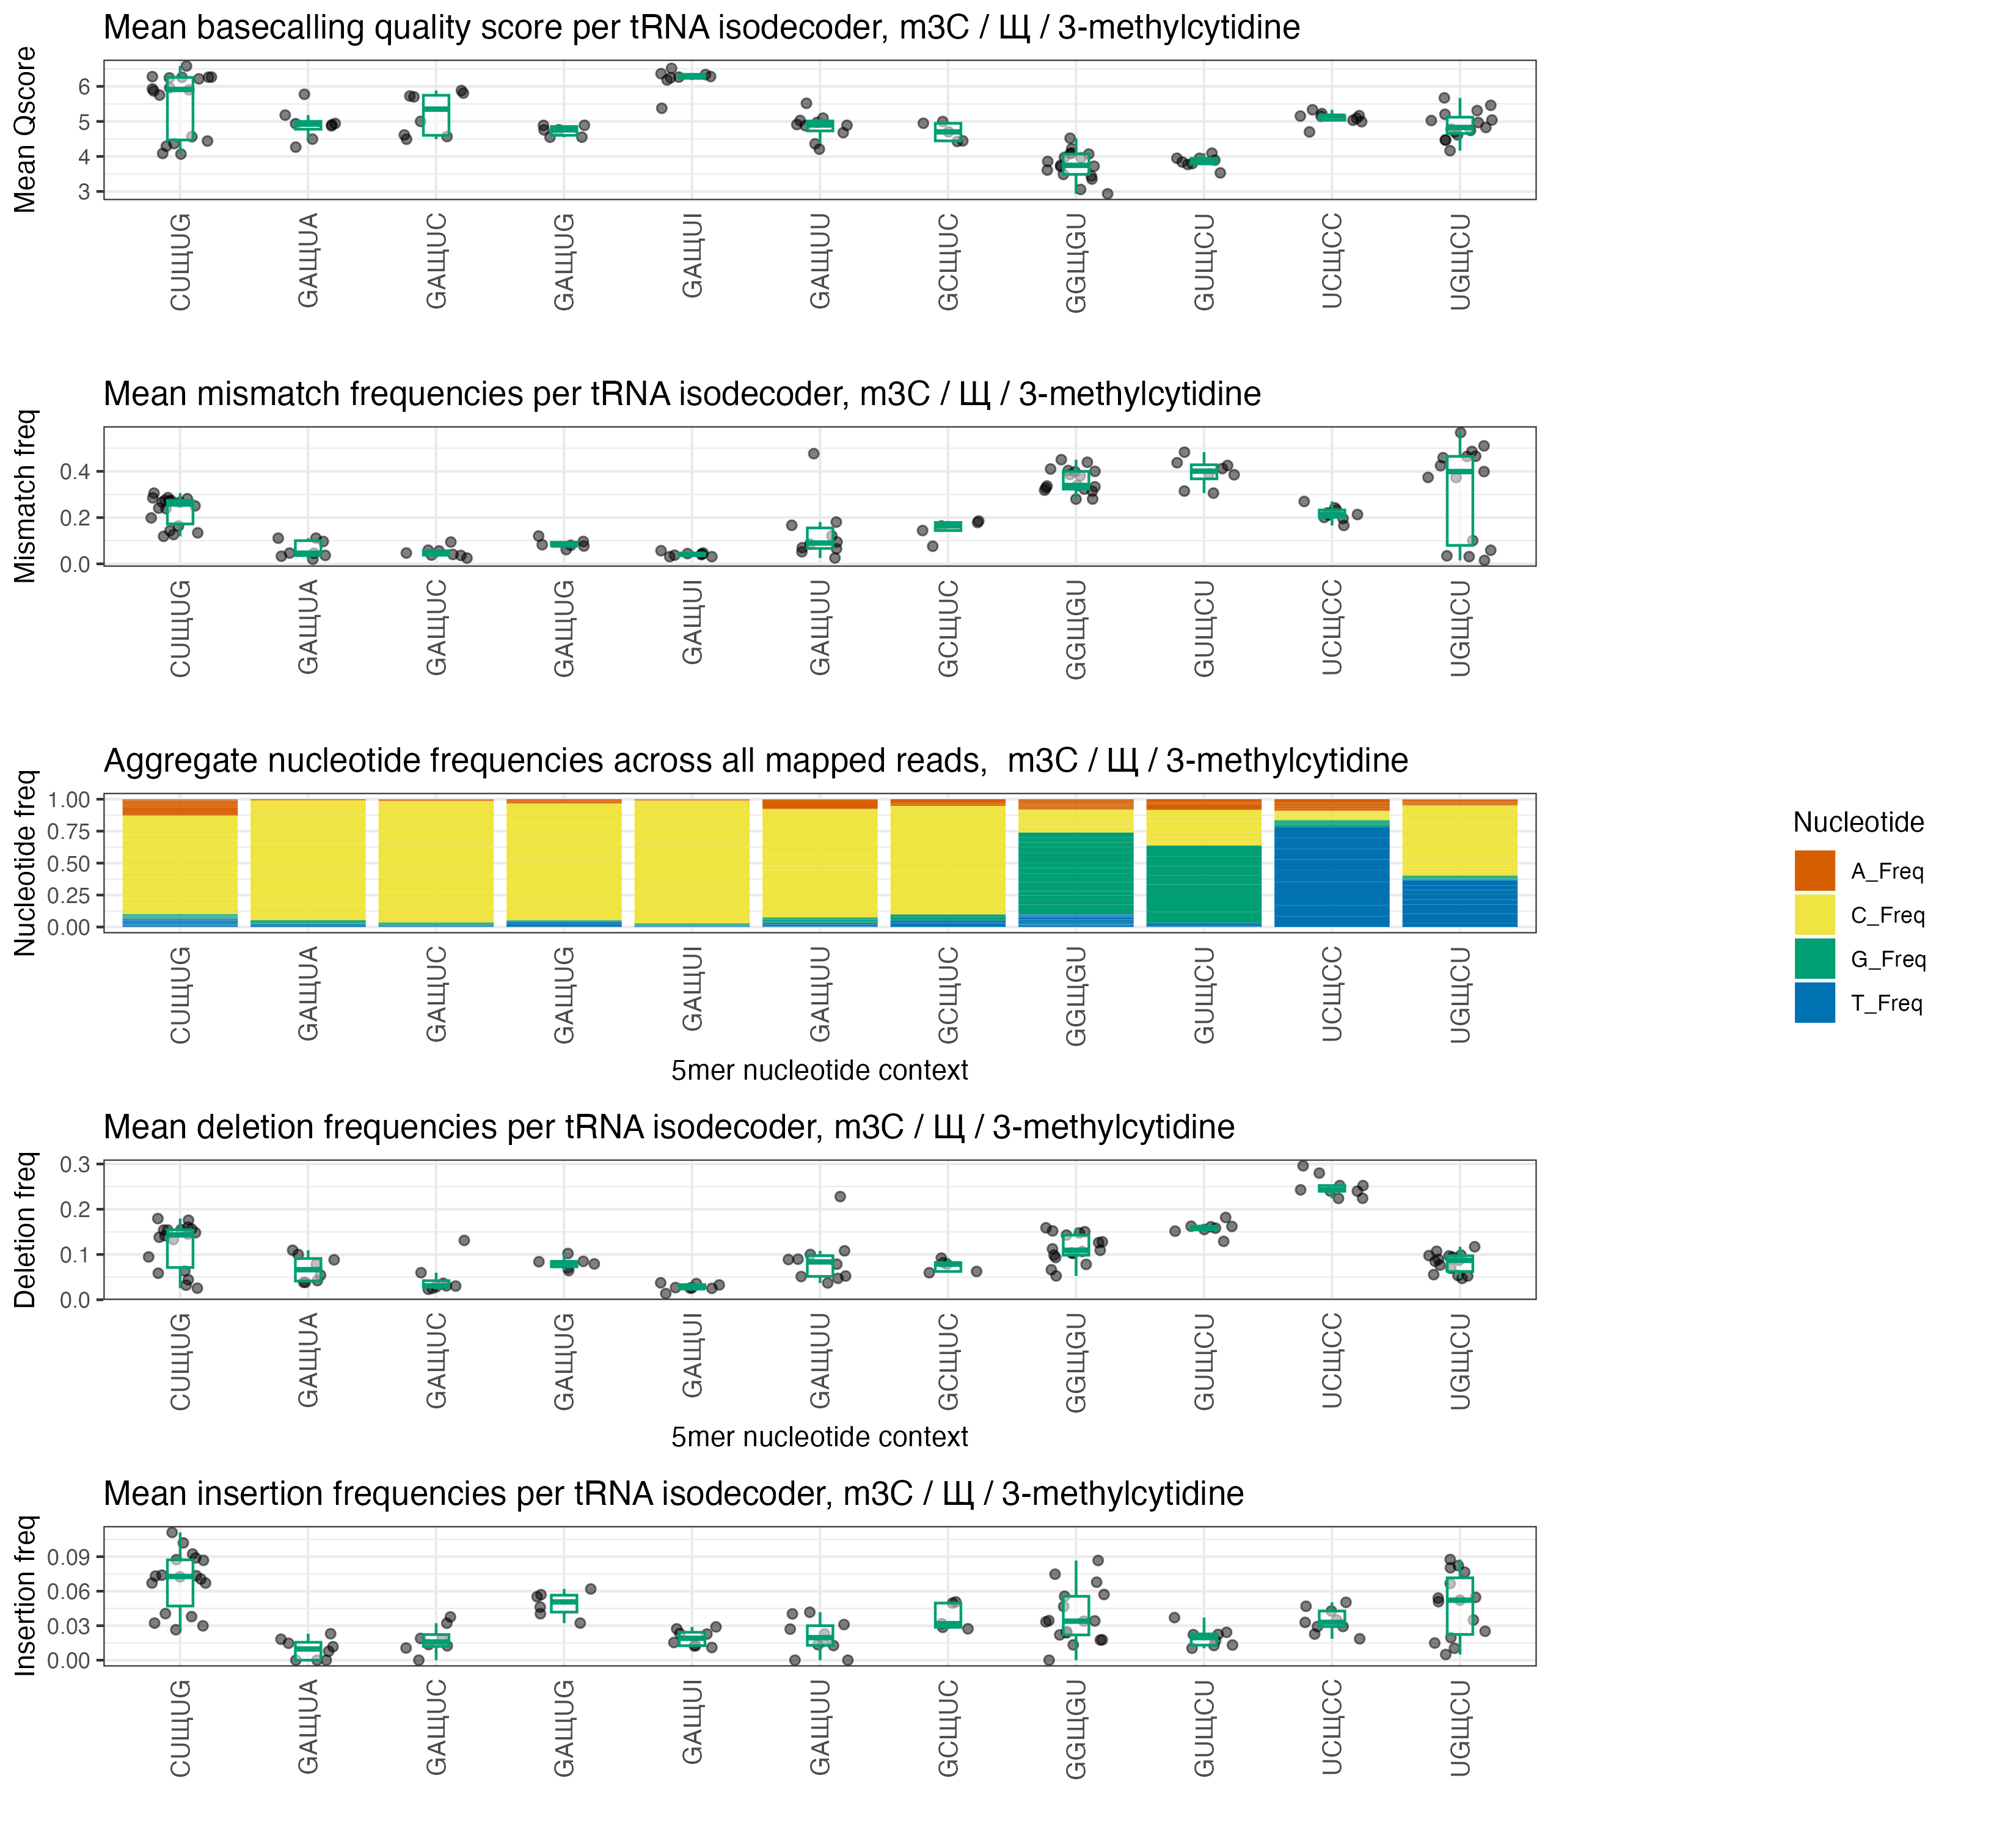 Mean basecalling quality score per tRNA isodecoder, m3C / Щ / 3-methylcytidine
Mean Qscore
6
5
4
3
CUЩUG GAЩUA GAЩUC GAЩUG GAЩUI GAЩUU GCЩUC GGЩGU GUЩCU UCЩCC UGЩCU
Mean mismatch frequencies per tRNA isodecoder, m3C / Щ / 3-methylcytidine
Mismatch freq
0.4
0.2
0.0
CUЩUG GAЩUA GAЩUC GAЩUG GAЩUI GAЩUU GCЩUC GGЩGU GUЩCU UCЩCC UGЩCU
Aggregate nucleotide frequencies across all mapped reads, m3C / Щ / 3-methylcytidine
Nucleotide freq
1.00
0.75
0.50
0.25
0.00
CUЩUG GAЩUA GAЩUC GAЩUG GAЩUI GAЩUU GCЩUC GGЩGU GUЩCU UCЩCC UGЩCU
5mer nucleotide context
Nucleotide
A_Freq
C_Freq
G_Freq
T_Freq
Mean deletion frequencies per tRNA isodecoder, m3C / Щ / 3-methylcytidine
Deletion freq
0.3
0.2
0.1
0.0
CUЩUG GAЩUA GAЩUC GAЩUG GAЩUI GAЩUU GCЩUC GGЩGU GUЩCU UCЩCC UGЩCU
5mer nucleotide context
Mean insertion frequencies per tRNA isodecoder, m3C / Щ / 3-methylcytidine
Insertion freq
0.09
0.06
0.03
0.00
CUЩUG GAЩUA GAЩUC GAЩUG GAЩUI GAЩUU GCЩUC GGЩGU GUЩCU UCЩCC UGЩCU